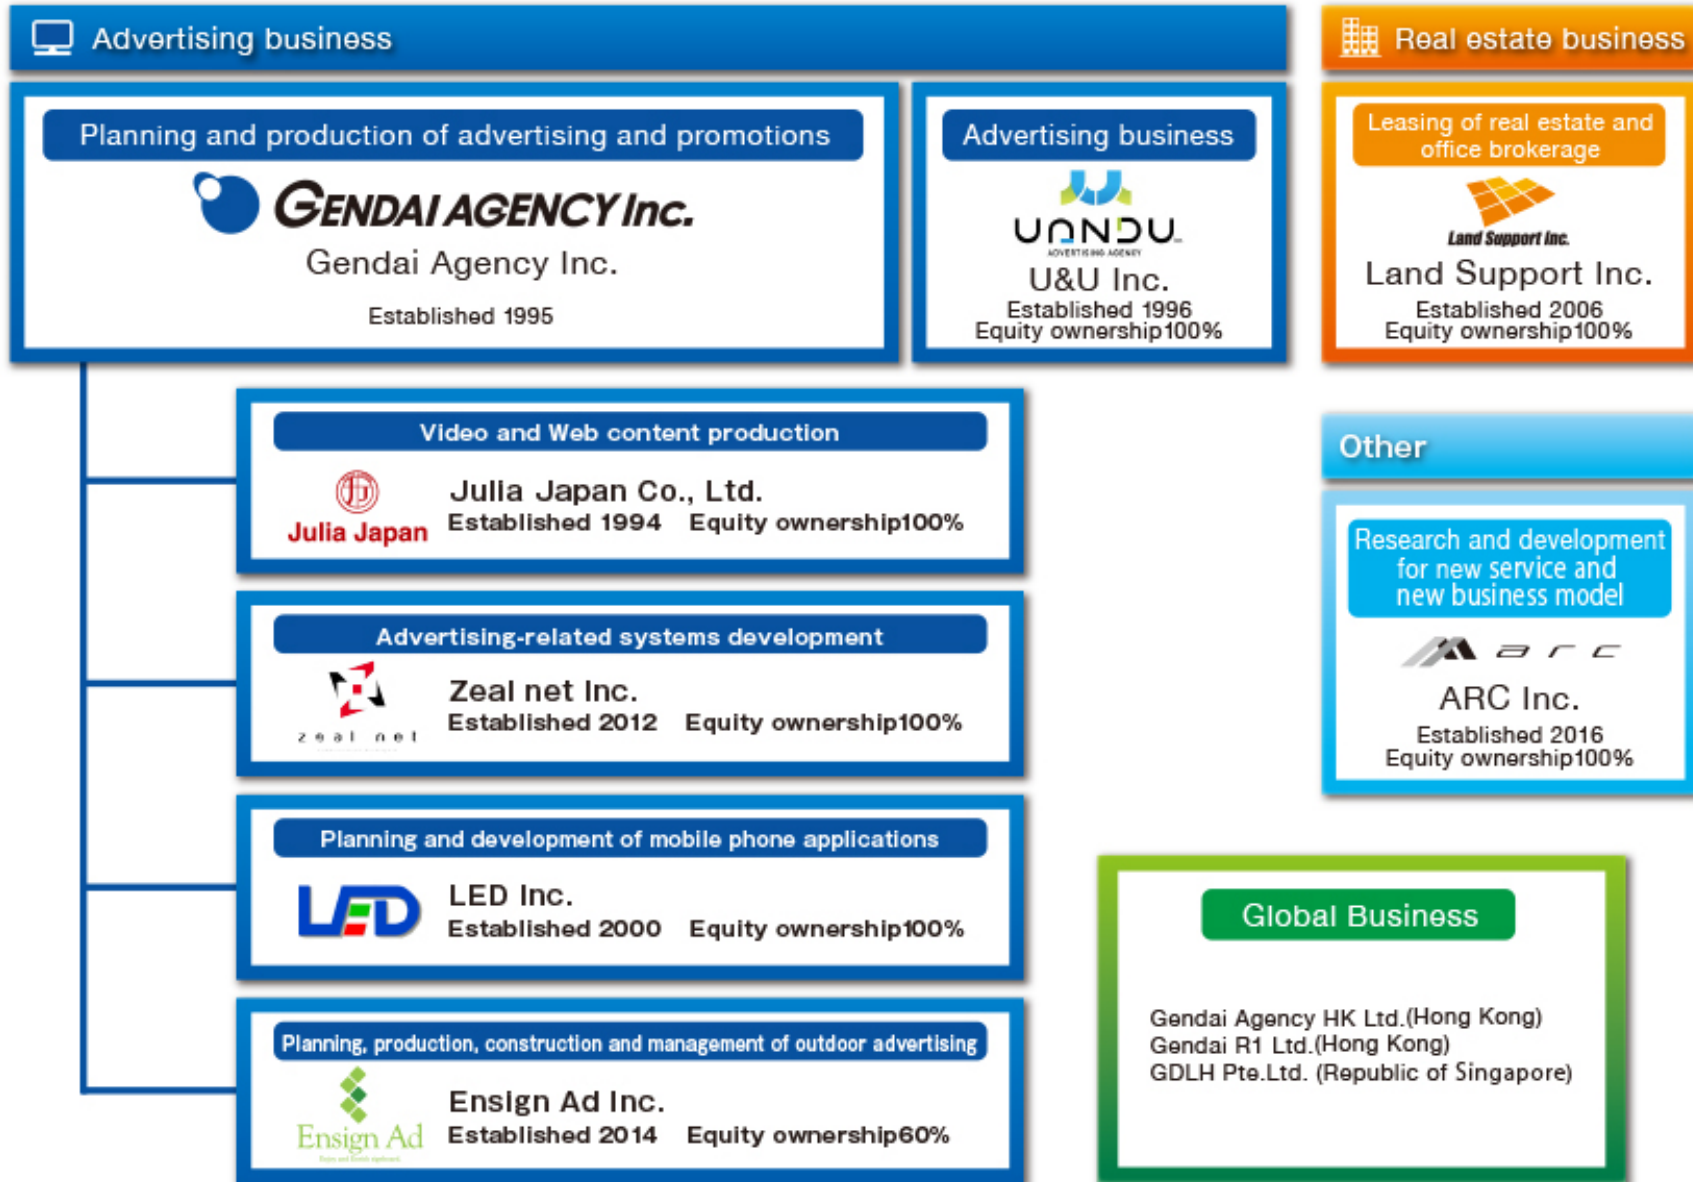 Advertising business
Planning and production of advertising and promotions
GENDAI AGENCY Inc.
Gendai Agency Inc.
Established 1995
Advertising business
UANDU
ADVERTISING AGENCY
U&U Inc.
Established 1996
Equity ownership100%
Real estate business
Leasing of real estate and
office brokerage
Land Support Inc.
Land Support Inc.
Established 2006
Equity ownership100%
Video and Web content production
Julia Japan
Julia Japan Co., Ltd.
Established 1994 Equity ownership100%
Advertising-related systems development
zeal net
Zeal net Inc.
Established 2012 Equity ownership100%
Planning and development of mobile phone applications
LED
LED Inc.
Established 2000 Equity ownership100%
Planning, production, construction and management of outdoor advertising
Ensign Ad
Ensign Ad Inc.
Established 2014 Equity ownership60%
Other
Research and development
for new service and
new business model
arc
ARC Inc.
Established 2016
Equity ownership100%
Global Business
Gendai Agency HK Ltd.(Hong Kong)
Gendai R1 Ltd.(Hong Kong)
GDLH Pte.Ltd. (Republic of Singapore)